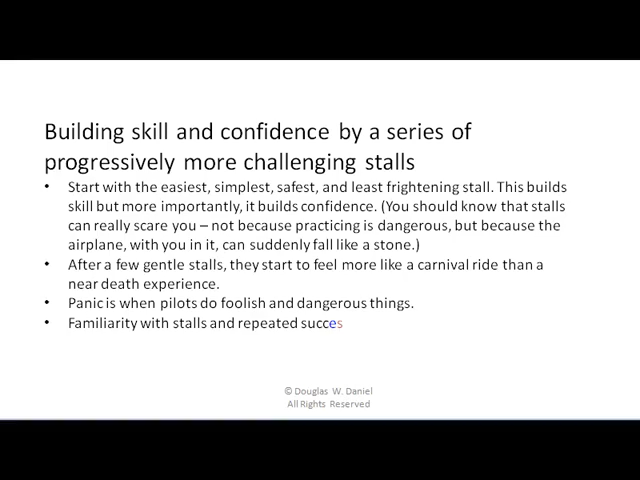 Building skill and confidence by a series of
progressively more challenging stalls
• Start with the easiest, simplest, safest, and least frightening stall. This builds
skill but more importantly, it builds confidence. (You should know that stalls
can really scare you – not because practicing is dangerous, but because the
airplane, with you in it, can suddenly fall like a stone.)
• After a few gentle stalls, they start to feel more like a carnival ride than a
near death experience.
• Panic is when pilots do foolish and dangerous things.
• Familiarity with stalls and repeated succes
© Douglas W. Daniel
All Rights Reserved